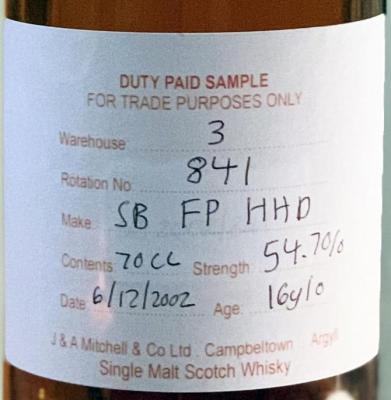 DUTY PAID SAMPLE
FOR TRADE PURPOSES ONLY
Warehouse 3
Rotation No 841
Make SB FP HHD
Contents 70CL Strength 54.7%
Date 6/12/2002 Age 16y/o
J & A Mitchell & Co Ltd . Campbeltown . Argyll
Single Malt Scotch Whisky